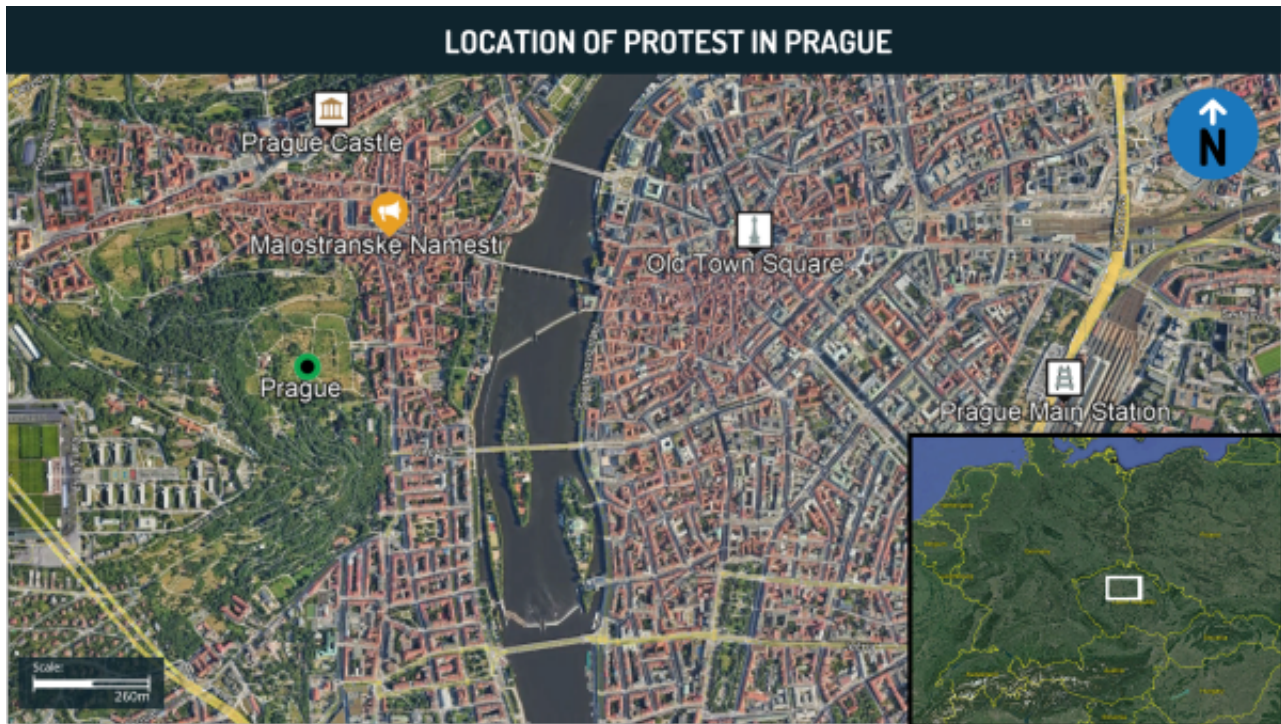 LOCATION OF PROTEST IN PRAGUE
N
Prague Castle
Malostranske Namesti
Old Town Square
Prague
Prague Main Station
Scale:
260m